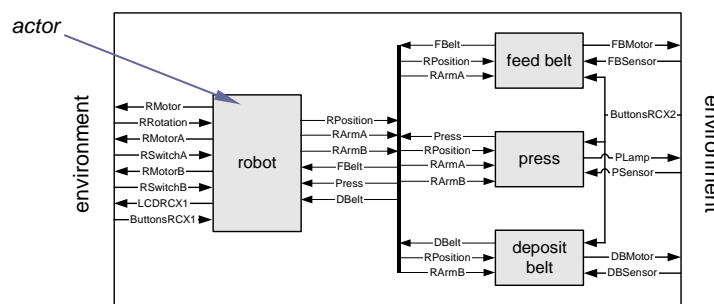 actor
environment
RMotor
RRotation
RMotorA
RSwitchA
RMotorB
RSwitchB
LCDRCX1
ButtonsRCX1
robot
RPosition
RArmA
RArmB
FBelt
Press
DBelt
FBelt
RPosition
RArmA
feed belt
FBMotor
FBSensor
ButtonsRCX2
Press
RPosition
RArmA
RArmB
press
PLamp
PSensor
DBelt
RPosition
RArmB
deposit
belt
DBMotor
DBSensor
environment